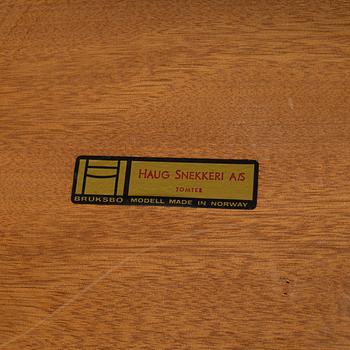 HAUG SNEKKERI A/S
TOMTER
BRUKSBO MODELL MADE IN NORWAY